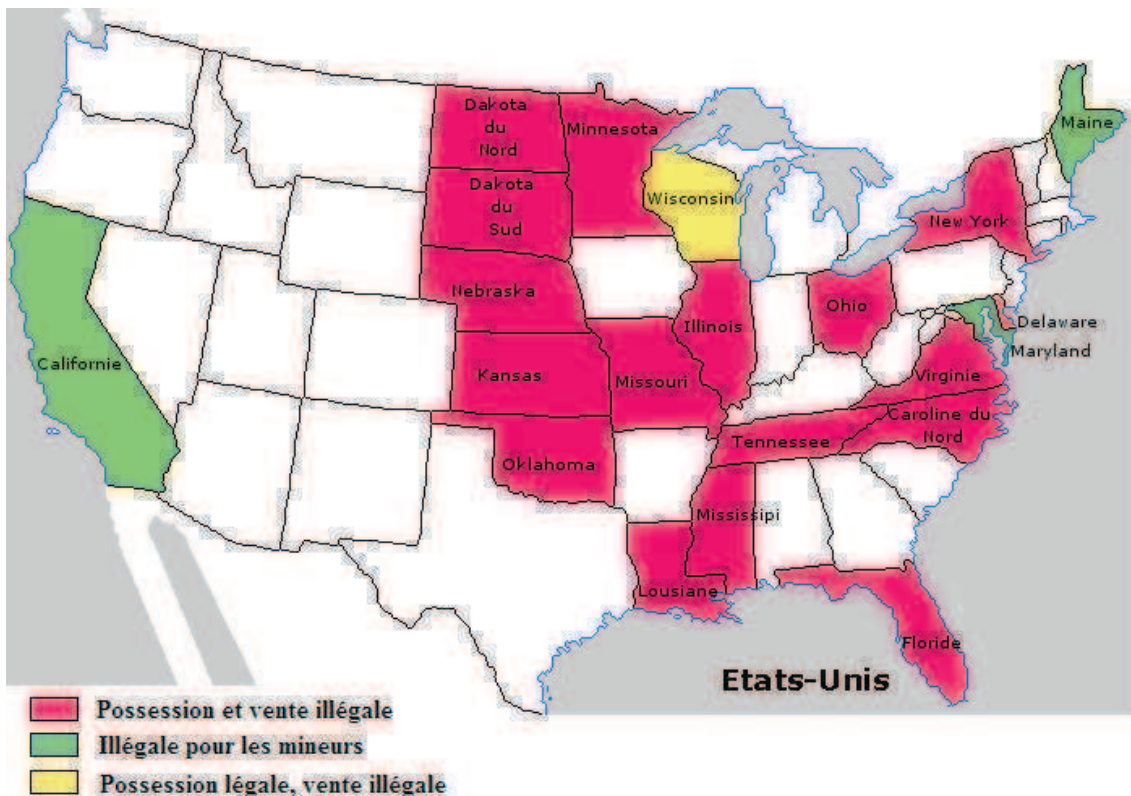 Dakota
du
Nord
Minnesota
Maine
Dakota
du
Sud
Wisconsin
New York
Nebraska
Illinois
Ohio
Delaware
Maryland
Californie
Kansas
Missouri
Virginie
Caroline du
Nord
Tennessee
Oklahoma
Mississipi
Lousiane
Floride
Etats-Unis
Possession et vente illégale
Illégale pour les mineurs
Possession légale, vente illégale